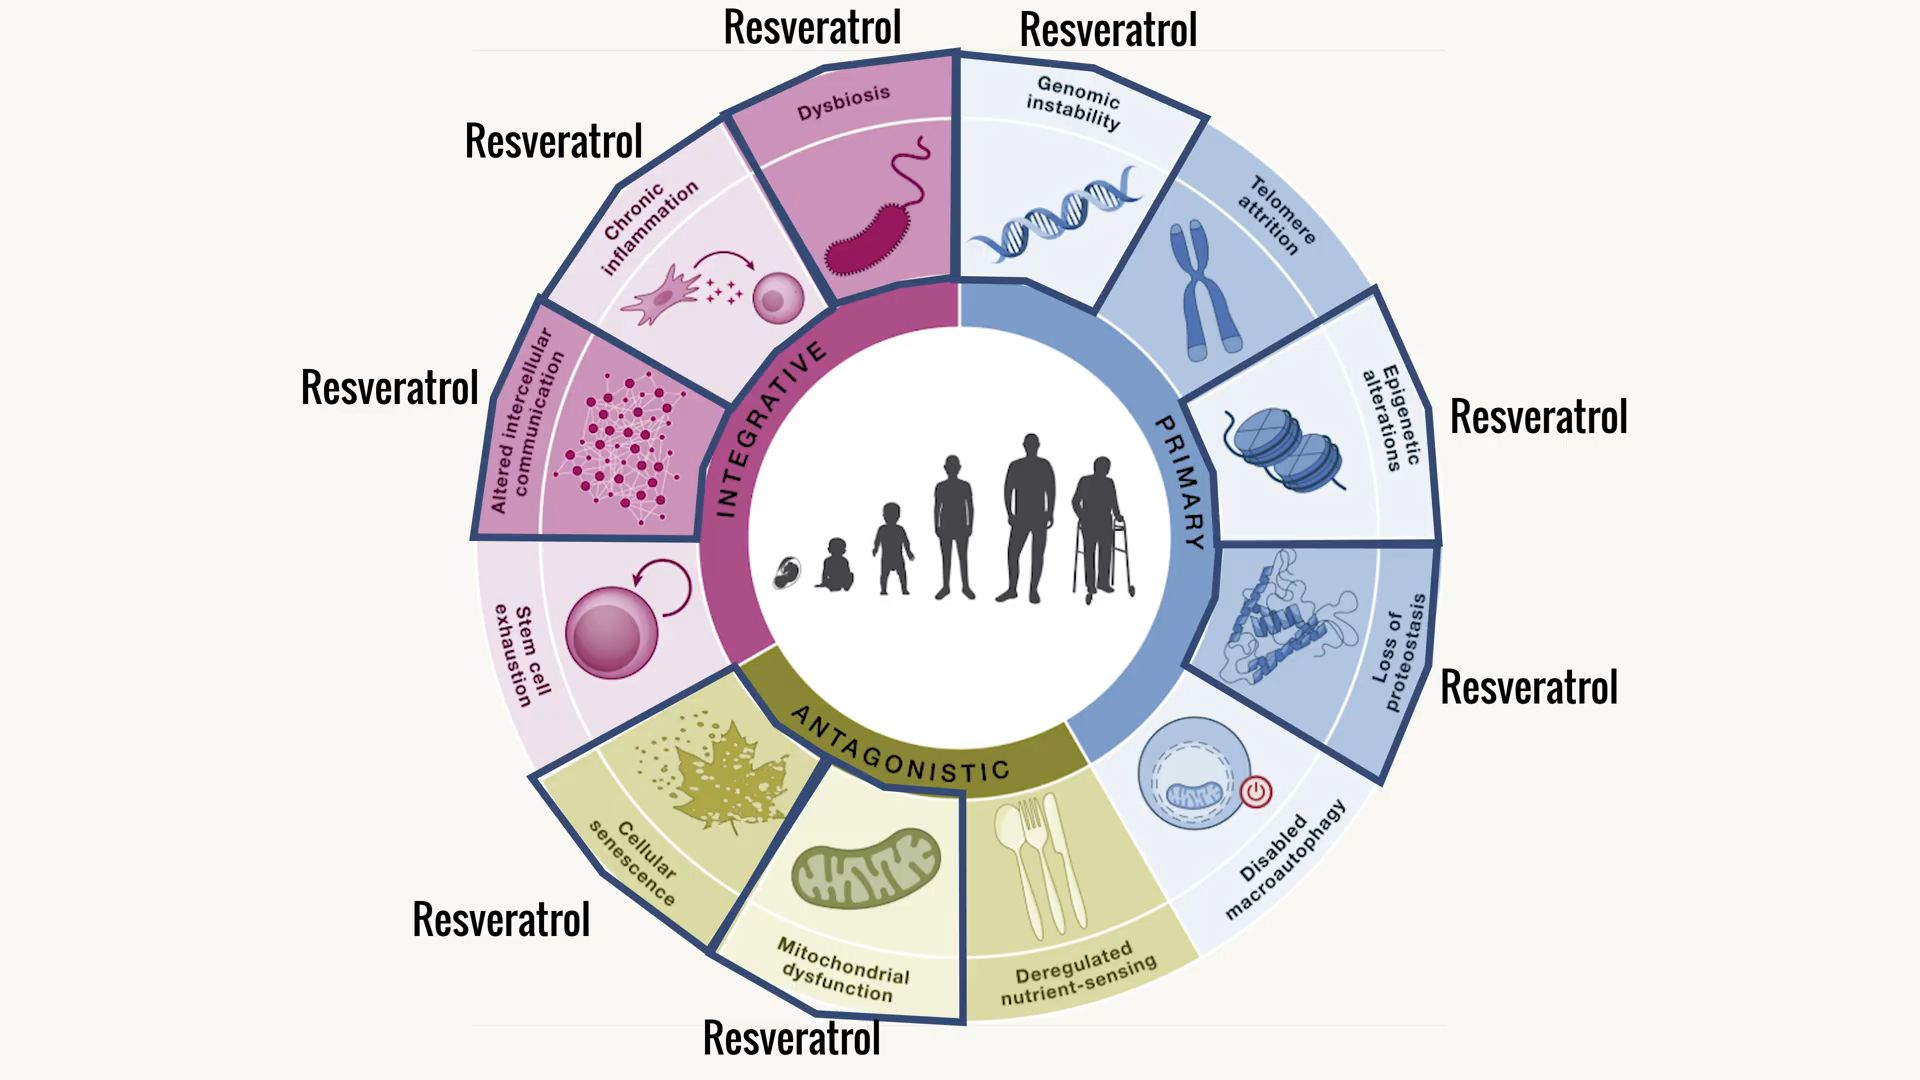 Resveratrol
Resveratrol
Dysbiosis
Genomic
instability
Resveratrol
Chronic
inflammation
Telomere
attrition
Resveratrol
Altered intercellular
communication
INTEGRATIVE
PRIMARY
Epigenetic
alterations
Resveratrol
Stem cell
exhaustion
Loss of
proteostasis
Resveratrol
ANTAGONISTIC
Cellular
senescence
Disabled
macroautophagy
Resveratrol
Mitochondrial
dysfunction
Deregulated
nutrient-sensing
Resveratrol